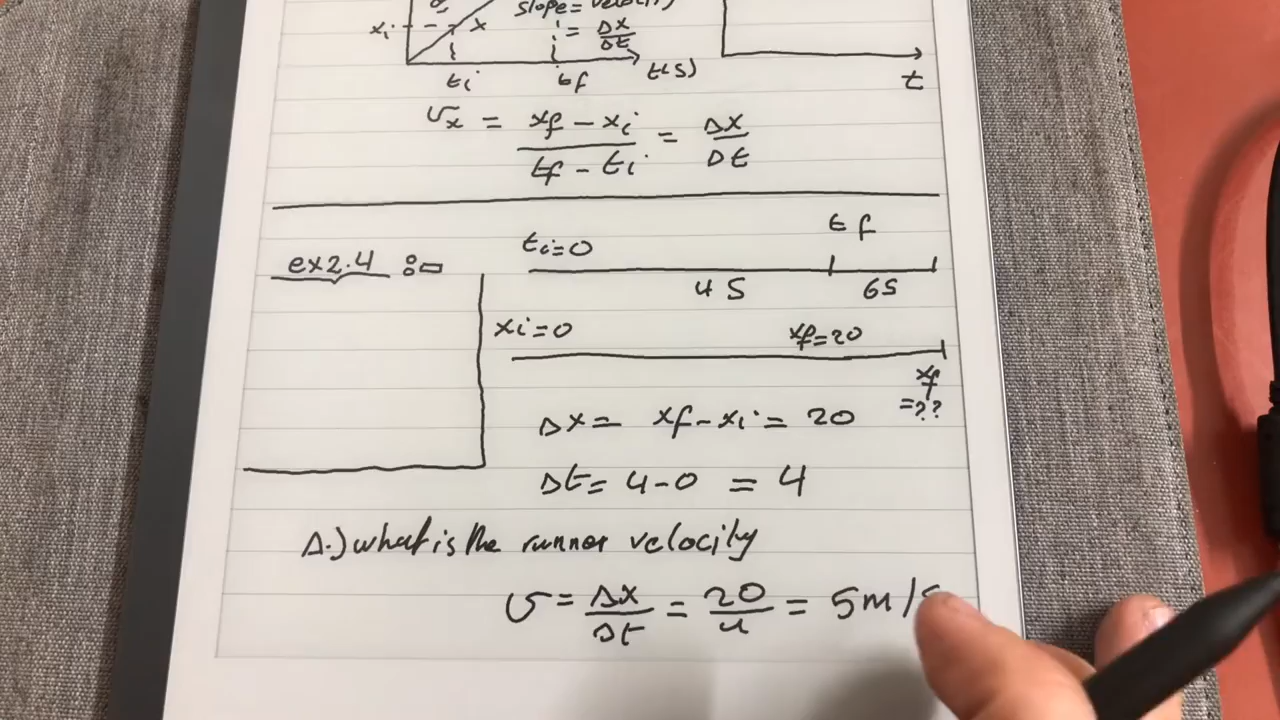 slope = velocity
xi x = Δx/Δt
ti tf t(s) t
υx = xf - xi / tf - ti = Δx / Δt
tf
ti=0
ex2.4 :-
4 S 6S
xi=0 xf=20
xf
=??
Δx = xf - xi = 20
Δt = 4 - 0 = 4
A.) what is the runner velocity
υ = Δx/Δt = 20/4 = 5m/s